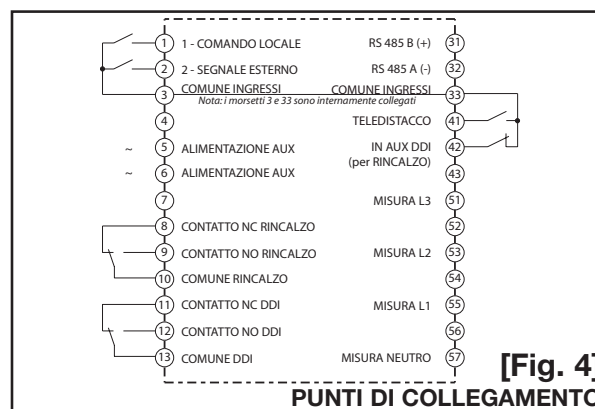 1 1 - COMANDO LOCALE RS 485 B (+) 31
2 2 - SEGNALE ESTERNO RS 485 A (-) 32
3 COMUNE INGRESSI COMUNE INGRESSI 33
Nota: i morsetti 3 e 33 sono internamente collegati
4 TELEDISTACCO 41
~ 5 ALIMENTAZIONE AUX IN AUX DDI 42
(per RINCALZO)
~ 6 ALIMENTAZIONE AUX 43
7 MISURA L3 51
8 CONTATTO NC RINCALZO 52
9 CONTATTO NO RINCALZO MISURA L2 53
10 COMUNE RINCALZO 54
11 CONTATTO NC DDI MISURA L1 55
12 CONTATTO NO DDI 56
13 COMUNE DDI MISURA NEUTRO 57
[Fig. 4]
PUNTI DI COLLEGAMENTO